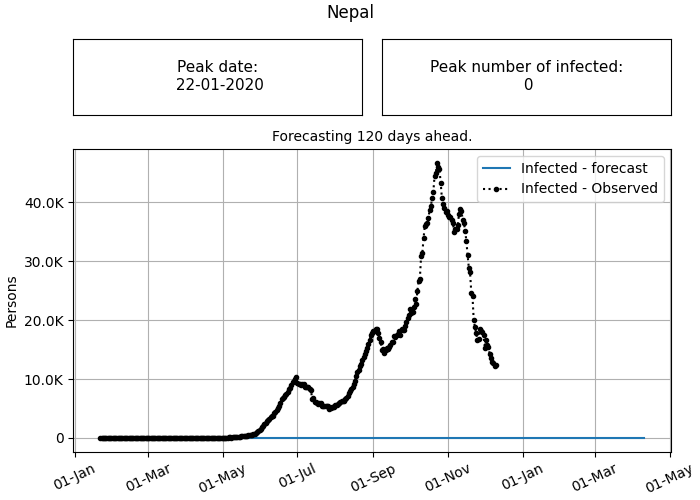 Nepal
Peak date:
22-01-2020
Peak number of infected:
0
Forecasting 120 days ahead.
Infected - forecast
Infected - Observed
Persons
40.0K
30.0K
20.0K
10.0K
0
01-Jan
01-Mar
01-May
01-Jul
01-Sep
01-Nov
01-Jan
01-Mar
01-May